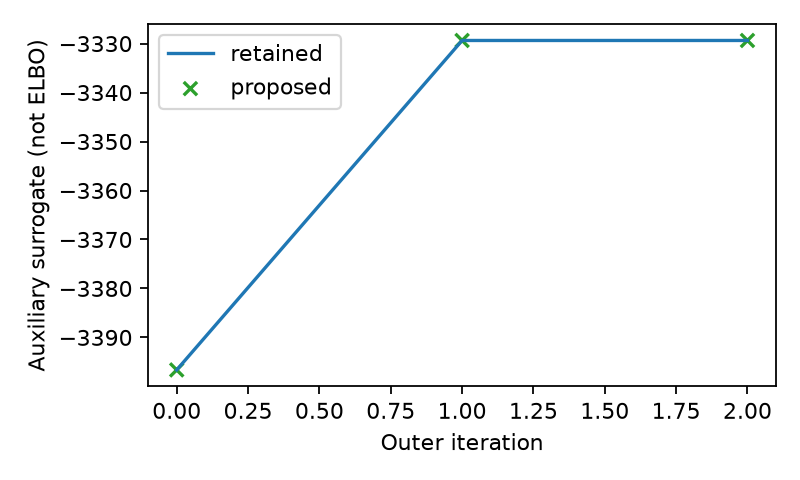 Auxiliary surrogate (not ELBO)
−3330
−3340
−3350
−3360
−3370
−3380
−3390
retained
proposed
0.00 0.25 0.50 0.75 1.00 1.25 1.50 1.75 2.00
Outer iteration